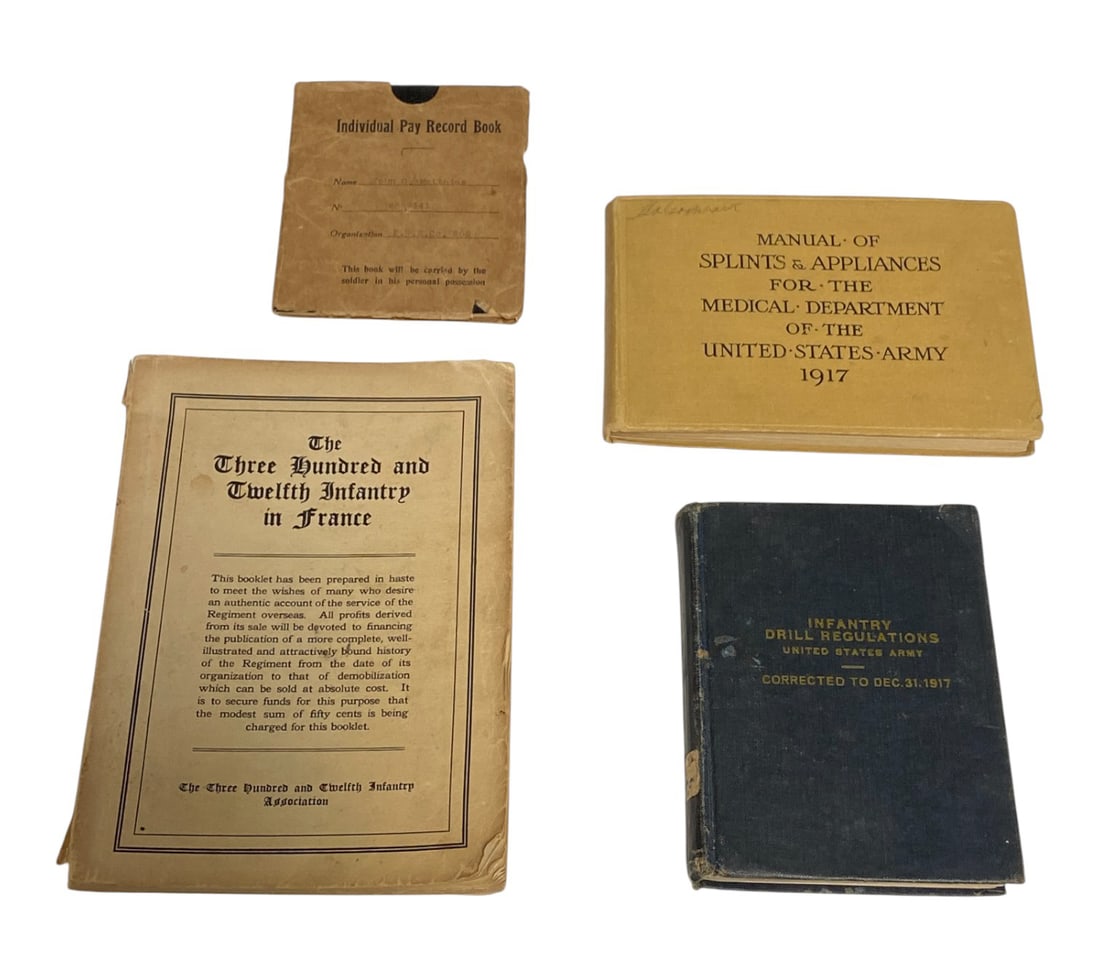 Individual Pay Record Book
Name
No
Organization
This book will be carried by the
soldier in his personal possession
MANUAL · OF
SPLINTS & APPLIANCES
FOR · THE
MEDICAL · DEPARTMENT
OF · THE
UNITED · STATES · ARMY
1917
The
Three Hundred and
Twelfth Infantry
in France
This booklet has been prepared in haste
to meet the wishes of many who desire
an authentic account of the service of the
Regiment overseas. All profits derived
from its sale will be devoted to financing
the publication of a more complete, well-
illustrated and attractively bound history
of the Regiment from the date of its
organization to that of demobilization
which can be sold at absolute cost. It
is to secure funds for this purpose that
the modest sum of fifty cents is being
charged for this booklet.
The Three Hundred and Twelfth Infantry
Association
INFANTRY
DRILL REGULATIONS
UNITED STATES ARMY
CORRECTED TO DEC. 31, 1917